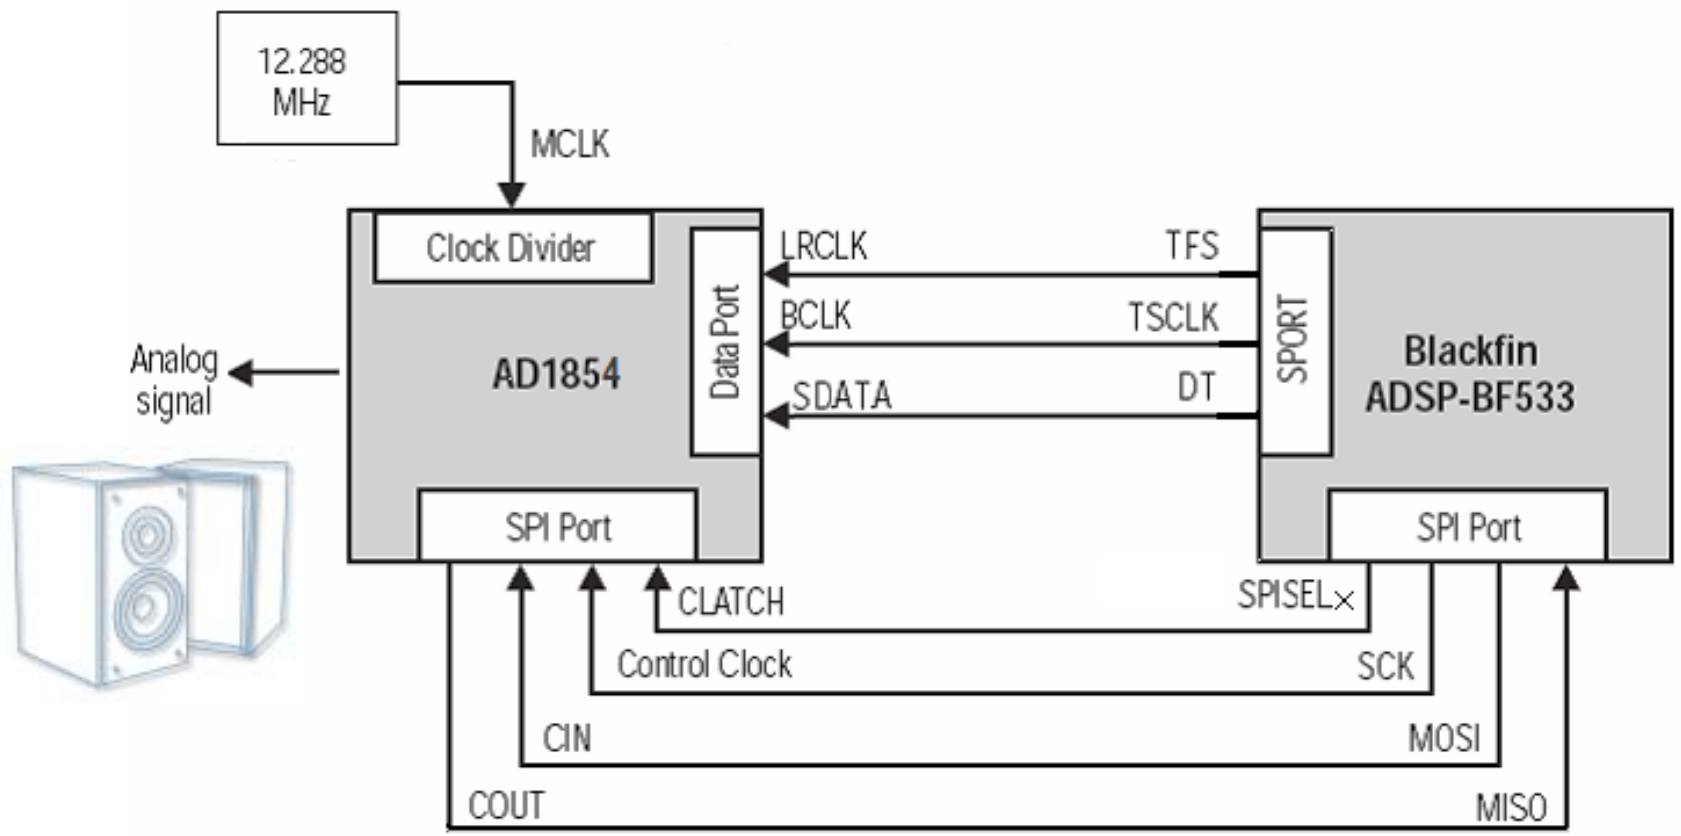 12.288
MHz
MCLK
Clock Divider
LRCLK
TFS
BCLK
TSCLK
SDATA
DT
Data Port
SPORT
AD1854
Blackfin
ADSP-BF533
Analog
signal
SPI Port
SPI Port
CLATCH
SPISELx
Control Clock
SCK
CIN
MOSI
COUT
MISO